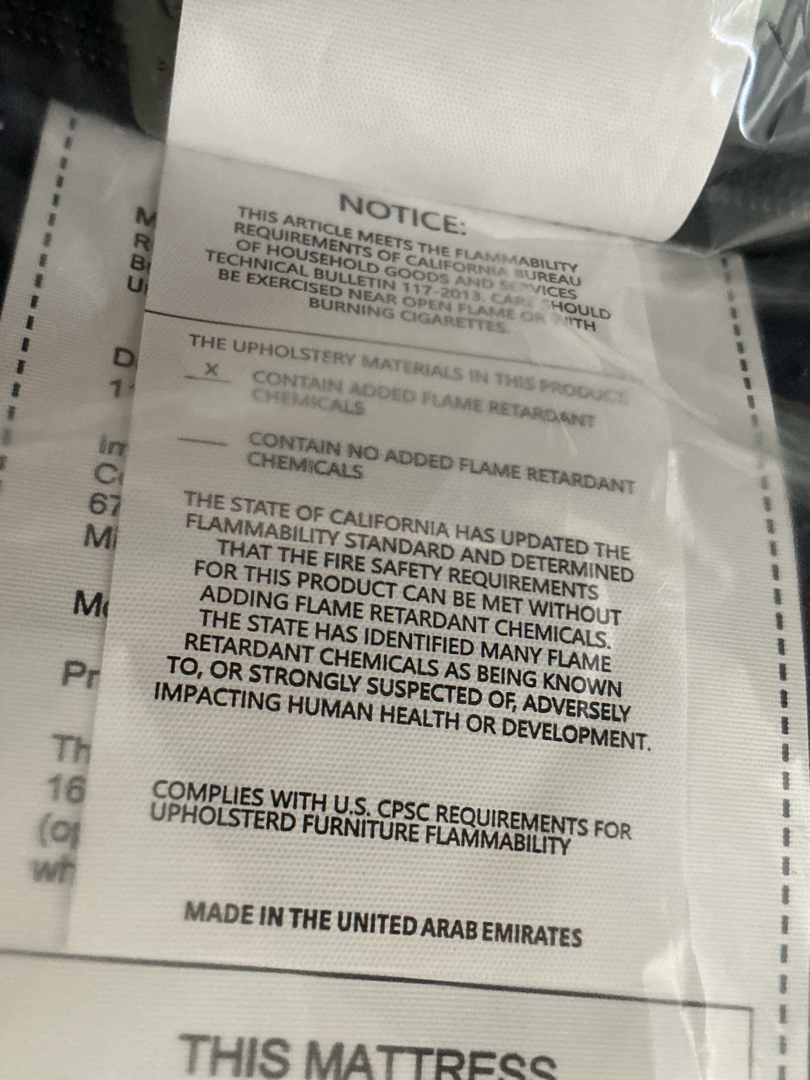 NOTICE:
THIS ARTICLE MEETS THE FLAMMABILITY
REQUIREMENTS OF CALIFORNIA BUREAU
OF HOUSEHOLD GOODS AND SERVICES
TECHNICAL BULLETIN 117-2013. CARE SHOULD
BE EXERCISED NEAR OPEN FLAME OR WITH
BURNING CIGARETTES.
THE UPHOLSTERY MATERIALS IN THIS PRODUCT:
X CONTAIN ADDED FLAME RETARDANT
CHEMICALS
CONTAIN NO ADDED FLAME RETARDANT
CHEMICALS
THE STATE OF CALIFORNIA HAS UPDATED THE
FLAMMABILITY STANDARD AND DETERMINED
THAT THE FIRE SAFETY REQUIREMENTS
FOR THIS PRODUCT CAN BE MET WITHOUT
ADDING FLAME RETARDANT CHEMICALS.
THE STATE HAS IDENTIFIED MANY FLAME
RETARDANT CHEMICALS AS BEING KNOWN
TO, OR STRONGLY SUSPECTED OF, ADVERSELY
IMPACTING HUMAN HEALTH OR DEVELOPMENT.
COMPLIES WITH U.S. CPSC REQUIREMENTS FOR
UPHOLSTERD FURNITURE FLAMMABILITY
MADE IN THE UNITED ARAB EMIRATES
THIS MATTRESS